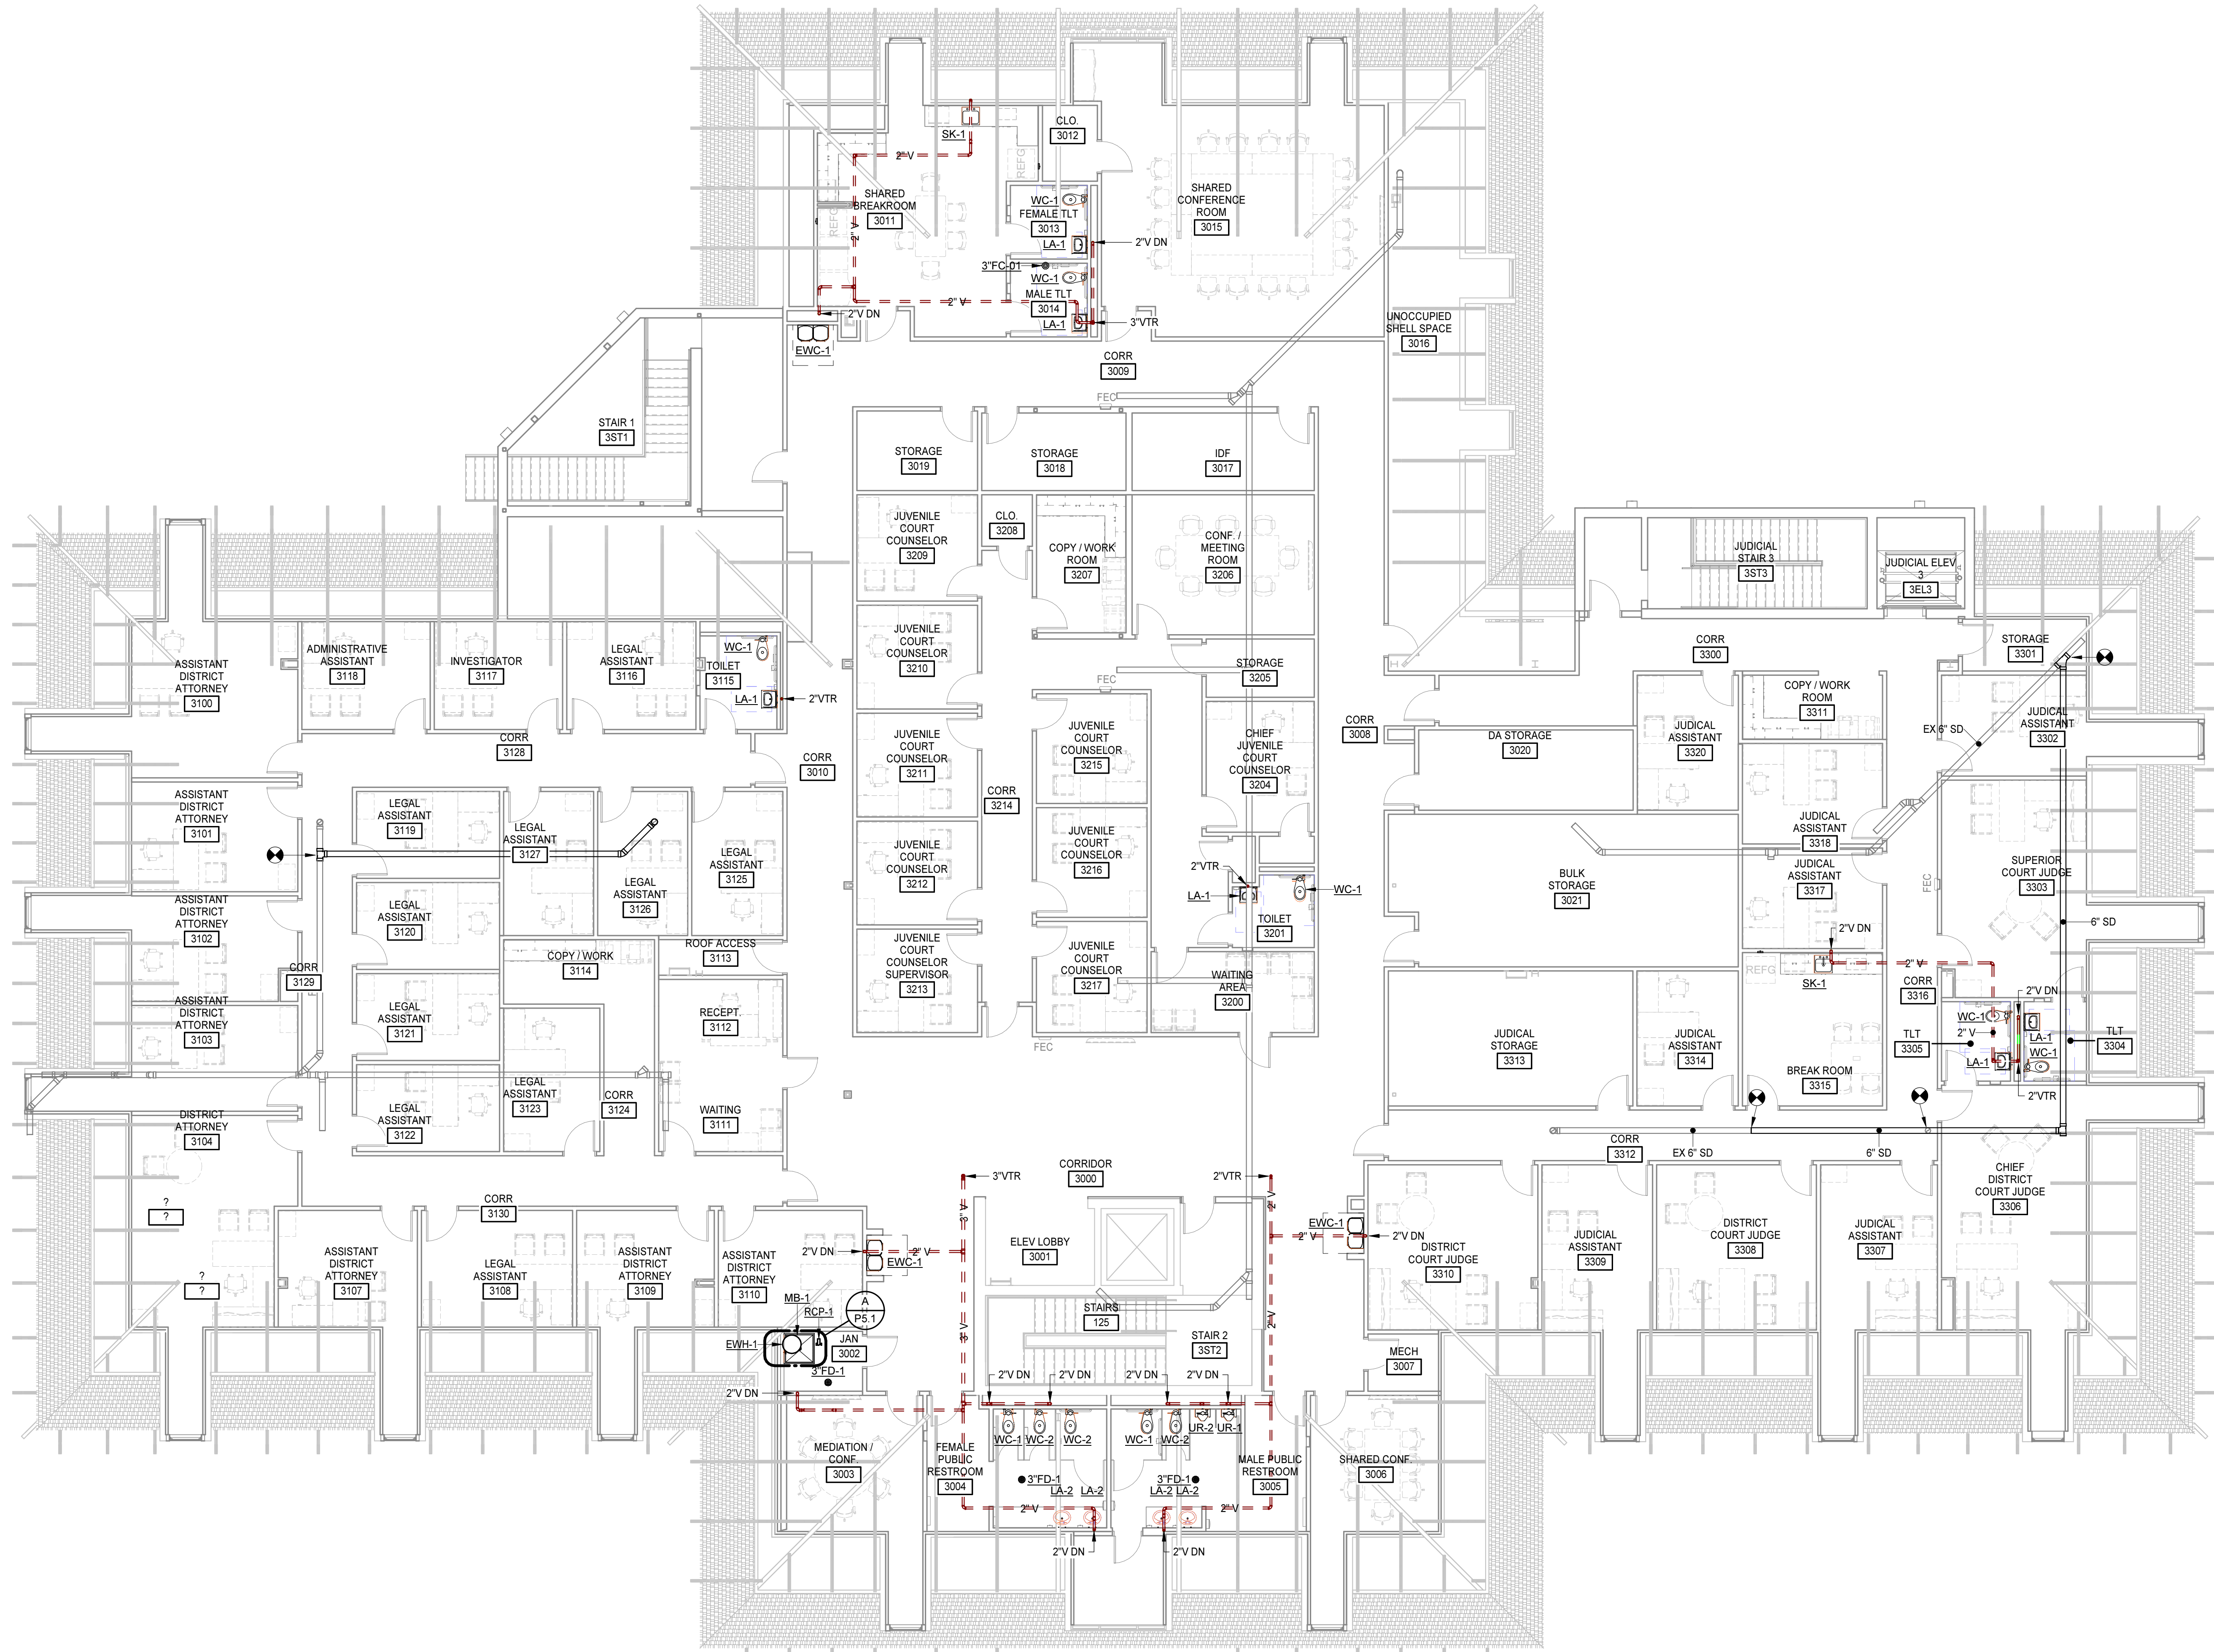 SK-1
2" V
REFG
CLO.
3012
SHARED
BREAKROOM
3011
REFG
2" V
WC-1
FEMALE TLT
3013
LA-1
2"V DN
SHARED
CONFERENCE
ROOM
3015
3"FC-01
WC-1
MALE TLT
3014
LA-1
3"VTR
2" V
2"V DN
EWC-1
UNOCCUPIED
SHELL SPACE
3016
CORR
3009
FEC
STAIR 1
3ST1
STORAGE
3019
STORAGE
3018
IDF
3017
JUVENILE
COURT
COUNSELOR
3209
CLO.
3208
COPY / WORK
ROOM
3207
CONF. /
MEETING
ROOM
3206
JUDICIAL
STAIR 3
3ST3
JUDICIAL ELEV
3
3EL3
ASSISTANT
DISTRICT
ATTORNEY
3100
ADMINISTRATIVE
ASSISTANT
3118
INVESTIGATOR
3117
LEGAL
ASSISTANT
3116
WC-1
TOILET
3115
LA-1
2"VTR
JUVENILE
COURT
COUNSELOR
3210
STORAGE
3205
FEC
CORR
3300
STORAGE
3301
COPY / WORK
ROOM
3311
JUDICAL
ASSISTANT
3302
EX 6" SD
CORR
3128
CORR
3010
JUVENILE
COURT
COUNSELOR
3211
JUVENILE
COURT
COUNSELOR
3215
CHIEF
JUVENILE
COURT
COUNSELOR
3204
CORR
3008
DA STORAGE
3020
JUDICAL
ASSISTANT
3320
CORR
3214
ASSISTANT
DISTRICT
ATTORNEY
3101
LEGAL
ASSISTANT
3119
LEGAL
ASSISTANT
3127
LEGAL
ASSISTANT
3126
LEGAL
ASSISTANT
3125
JUVENILE
COURT
COUNSELOR
3212
JUVENILE
COURT
COUNSELOR
3216
2"VTR
LA-1
WC-1
TOILET
3201
BULK
STORAGE
3021
JUDICAL
ASSISTANT
3318
JUDICAL
ASSISTANT
3317
FEC
SUPERIOR
COURT JUDGE
3303
6" SD
ASSISTANT
DISTRICT
ATTORNEY
3102
LEGAL
ASSISTANT
3120
COPY / WORK
3114
ROOF ACCESS
3113
JUVENILE
COURT
COUNSELOR
SUPERVISOR
3213
JUVENILE
COURT
COUNSELOR
3217
WAITING
AREA
3200
2"V DN
REFG
SK-1
2" V
CORR
3316
2"V DN
CORR
3129
ASSISTANT
DISTRICT
ATTORNEY
3103
LEGAL
ASSISTANT
3121
RECEPT.
3112
FEC
JUDICAL
STORAGE
3313
JUDICAL
ASSISTANT
3314
BREAK ROOM
3315
WC-1
2" V
TLT
3305
LA-1
LA-1
WC-1
TLT
3304
2"VTR
DISTRICT
ATTORNEY
3104
LEGAL
ASSISTANT
3122
LEGAL
ASSISTANT
3123
CORR
3124
WAITING
3111
CORR
3312
EX 6" SD
6" SD
CHIEF
DISTRICT
COURT JUDGE
3306
?
?
?
?
CORR
3130
3"VTR
CORRIDOR
3000
2"VTR
3" V
2" V
ASSISTANT
DISTRICT
ATTORNEY
3107
LEGAL
ASSISTANT
3108
ASSISTANT
DISTRICT
ATTORNEY
3109
ASSISTANT
DISTRICT
ATTORNEY
3110
2"V DN
2" V
EWC-1
ELEV LOBBY
3001
EWC-1
2" V
2"V DN
DISTRICT
COURT JUDGE
3310
JUDICIAL
ASSISTANT
3309
DISTRICT
COURT JUDGE
3308
JUDICAL
ASSISTANT
3307
MB-1
RCP-1
A
P5.1
EWH-1
JAN
3002
3"FD-1
3" V
STAIRS
125
STAIR 2
3ST2
2" V
MECH
3007
2"V DN
2"V DN
2"V DN
2"V DN
2"V DN
WC-1
WC-2
WC-2
WC-1
WC-2
UR-2
UR-1
MEDIATION /
CONF.
3003
FEMALE
PUBLIC
RESTROOM
3004
3"FD-1
LA-2
LA-2
3"FD-1
LA-2
LA-2
MALE PUBLIC
RESTROOM
3005
SHARED CONF.
3006
2" V
2" V
2"V DN
2"V DN